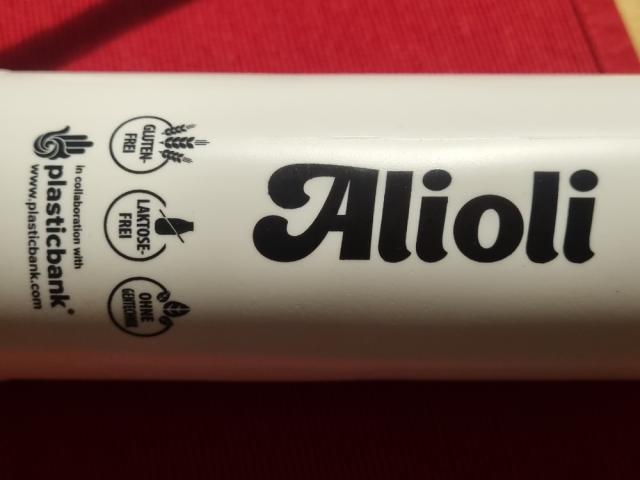 Alioli
GLUTEN-
FREI
LAKTOSE-
FREI
OHNE
GENTECHNIK
in collaboration with
plasticbank®
www.plasticbank.com